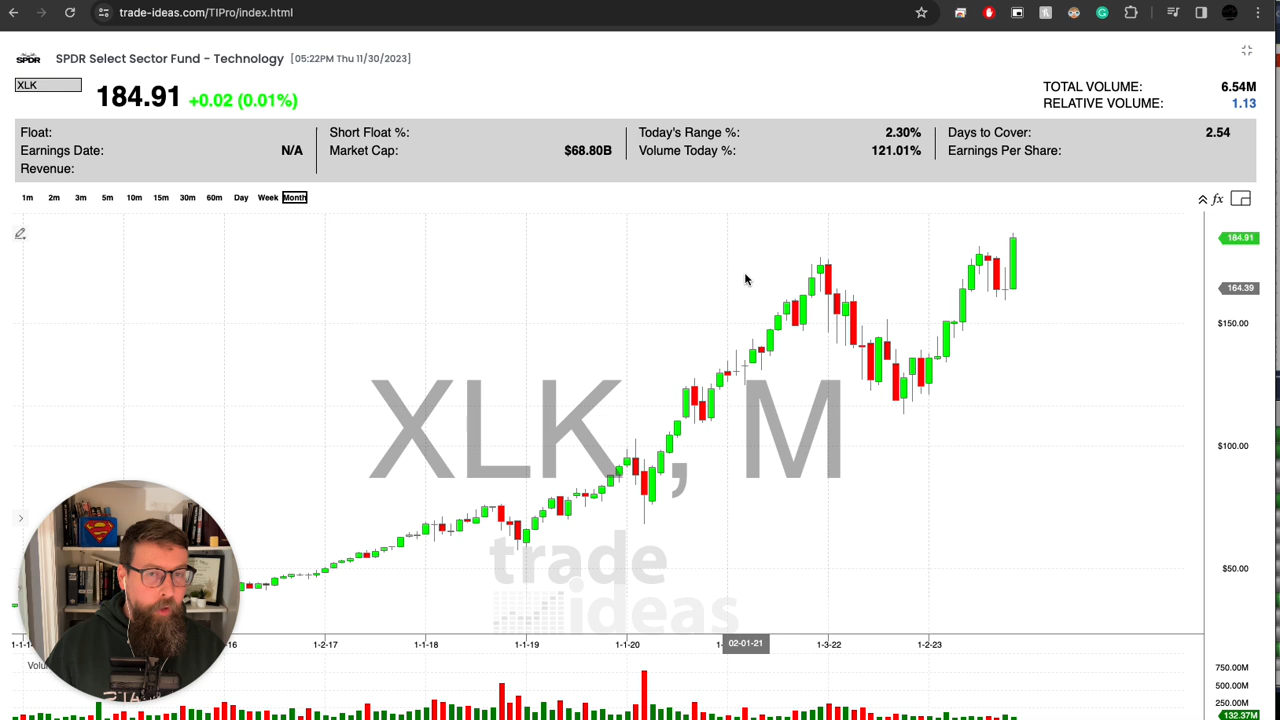 trade-ideas.com/TIPro/index.html
SPDR SPDR Select Sector Fund - Technology [05:22PM Thu 11/30/2023]
XLK 184.91 +0.02 (0.01%)
TOTAL VOLUME: 6.54M
RELATIVE VOLUME: 1.13
Float: Short Float %: Today's Range %: 2.30% Days to Cover: 2.54
Earnings Date: N/A Market Cap: $68.80B Volume Today %: 121.01% Earnings Per Share:
Revenue:
1m 2m 3m 5m 10m 15m 30m 60m Day Week Month fx
184.91
164.39
$150.00
XLK, M
$100.00
trade
ideas
$50.00
1-1-1 16 1-2-17 1-1-18 1-1-19 1-1-20 1- 02-01-21 1-3-22 1-2-23
Volu
750.00M
500.00M
132.37M